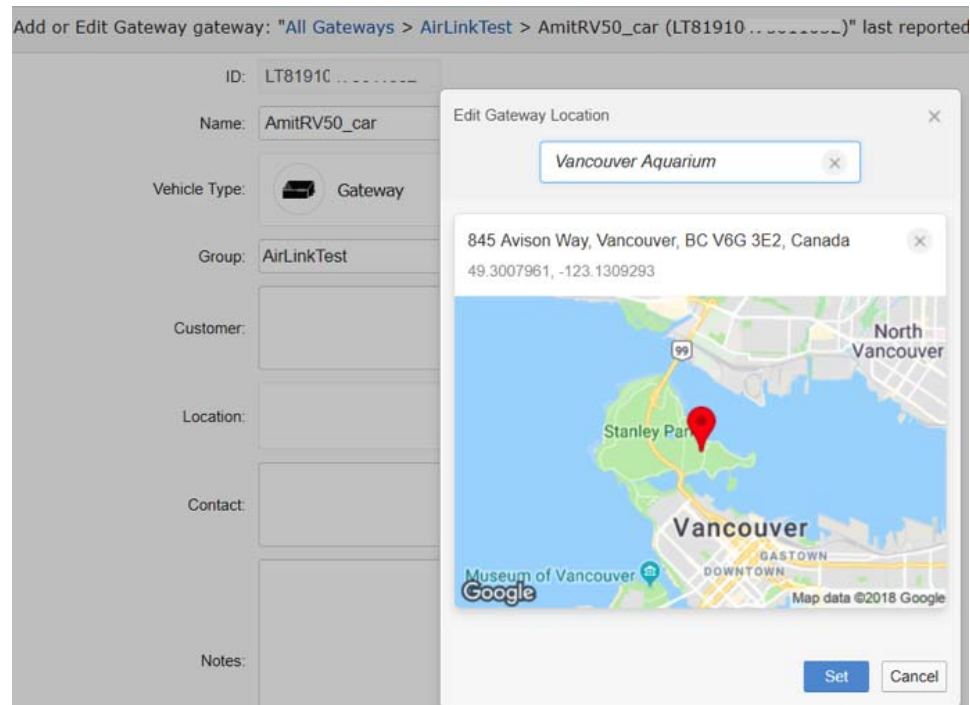 Add or Edit Gateway gateway: "All Gateways > AirLinkTest > AmitRV50_car (LT81910
)" last reported
ID: LT81910
Name: AmitRV50_car
Vehicle Type: Gateway
Group: AirLinkTest
Customer:
Location:
Contact:
Notes:
Edit Gateway Location
Vancouver Aquarium
845 Avison Way, Vancouver, BC V6G 3E2, Canada
49.3007961, -123.1309293
North
Vancouver
99
Stanley Park
Vancouver
GASTOWN
DOWNTOWN
Museum of Vancouver
Google
Map data ©2018 Google
Set Cancel